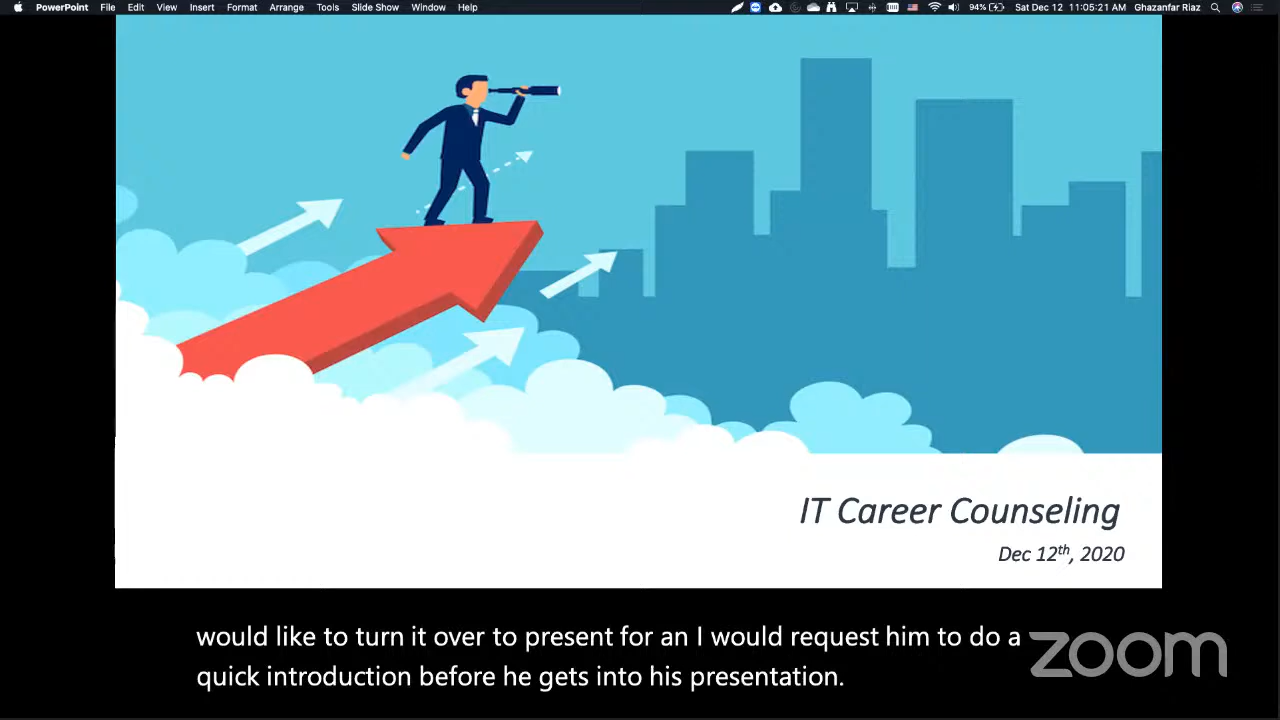 PowerPoint File Edit View Insert Format Arrange Tools Slide Show Window Help 94% Sat Dec 12 11:05:21 AM Ghazanfar Riaz
IT Career Counseling
Dec 12th, 2020
would like to turn it over to present for an I would request him to do a
quick introduction before he gets into his presentation.
zoom